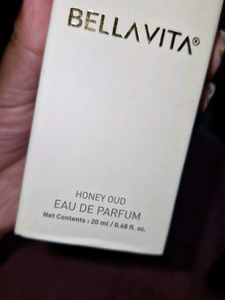 BELLAVITA®
HONEY OUD
EAU DE PARFUM
Net Contents : 20 ml / 0.68 fl. oz.